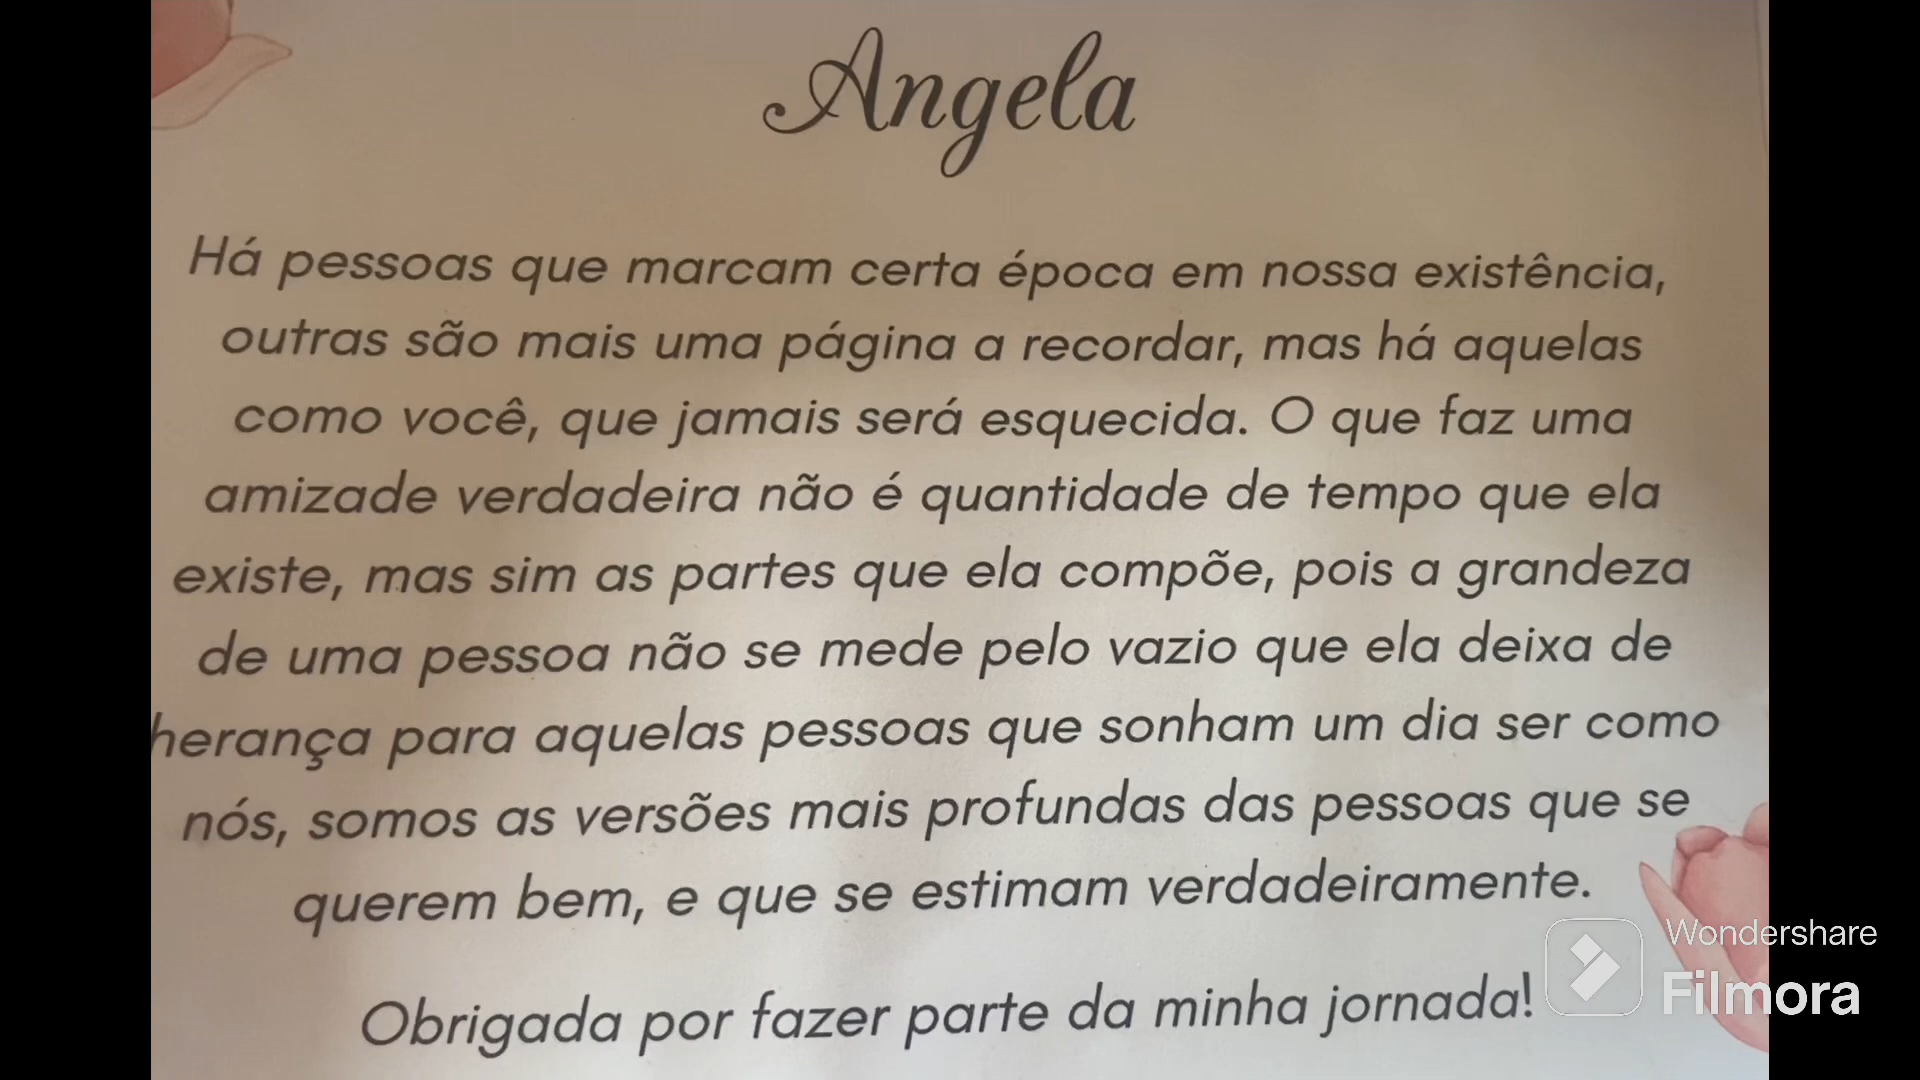 Angela
Há pessoas que marcam certa época em nossa existência,
outras são mais uma página a recordar, mas há aquelas
como você, que jamais será esquecida. O que faz uma
amizade verdadeira não é quantidade de tempo que ela
existe, mas sim as partes que ela compõe, pois a grandeza
de uma pessoa não se mede pelo vazio que ela deixa de
herança para aquelas pessoas que sonham um dia ser como
nós, somos as versões mais profundas das pessoas que se
querem bem, e que se estimam verdadeiramente.
Obrigada por fazer parte da minha jornada!
Wondershare
Filmora